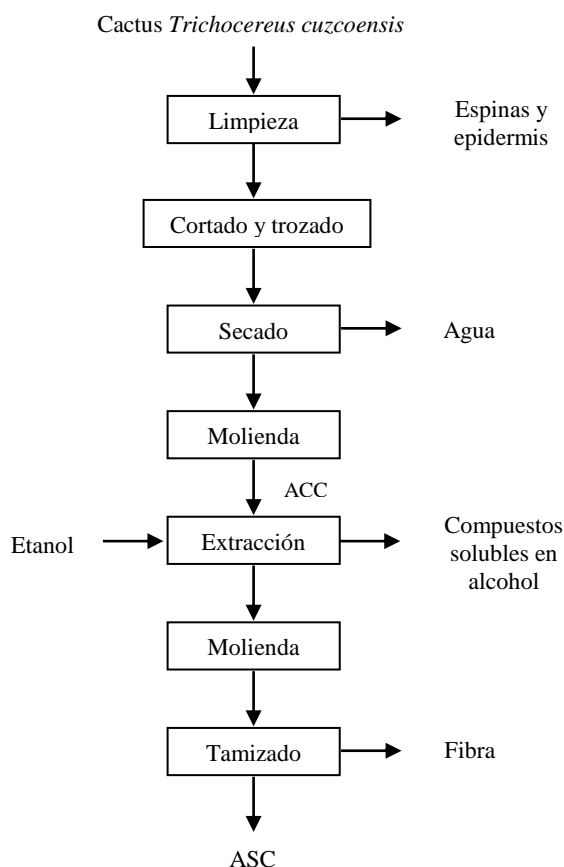 Cactus Trichocereus cuzcoensis
Limpieza
Espinas y
epidermis
Cortado y trozado
Secado
Agua
Molienda
ACC
Etanol
Extracción
Compuestos
solubles en
alcohol
Molienda
Tamizado
Fibra
ASC